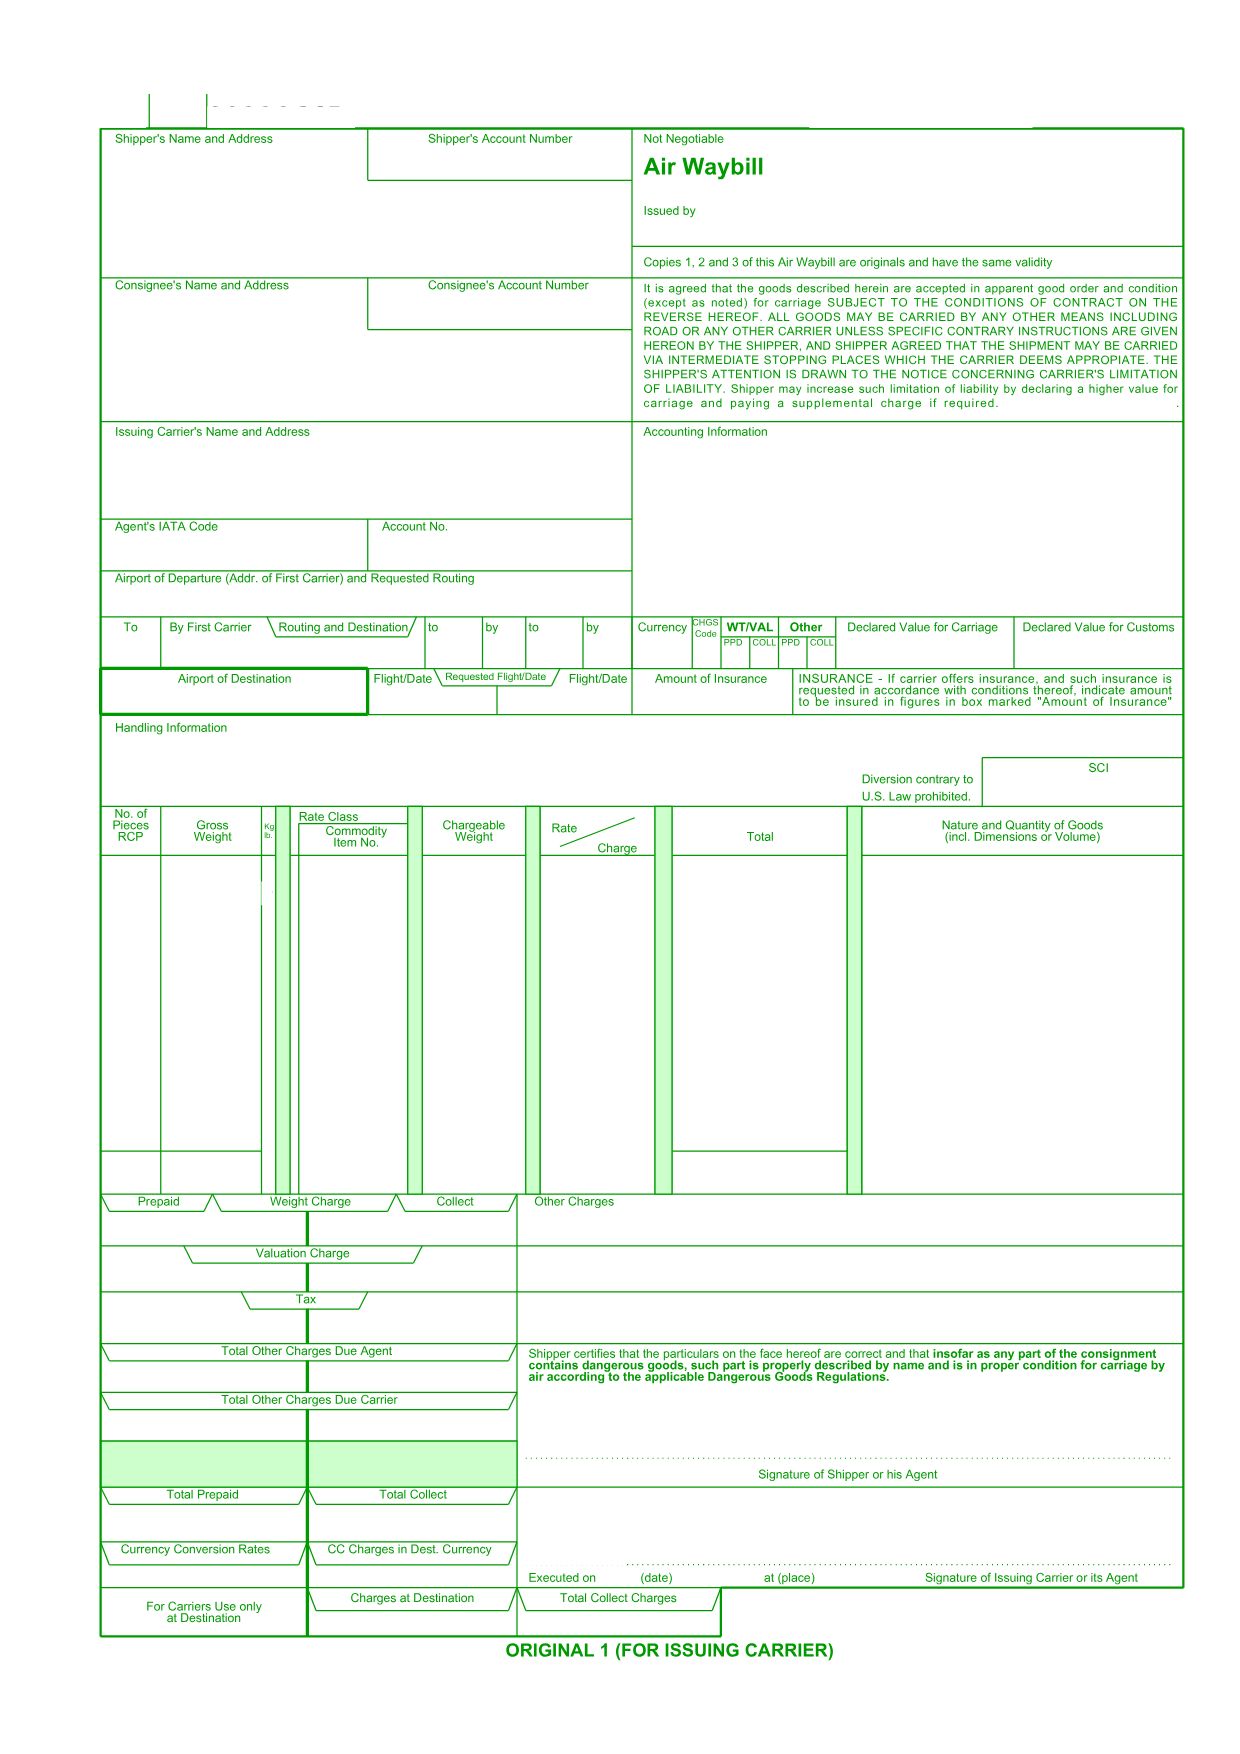 Shipper's Name and Address
Shipper's Account Number
Not Negotiable
Air Waybill
Issued by
Copies 1, 2 and 3 of this Air Waybill are originals and have the same validity
Consignee's Name and Address
Consignee's Account Number
It is agreed that the goods described herein are accepted in apparent good order and condition
(except as noted) for carriage SUBJECT TO THE CONDITIONS OF CONTRACT ON THE
REVERSE HEREOF. ALL GOODS MAY BE CARRIED BY ANY OTHER MEANS INCLUDING
ROAD OR ANY OTHER CARRIER UNLESS SPECIFIC CONTRARY INSTRUCTIONS ARE GIVEN
HEREON BY THE SHIPPER, AND SHIPPER AGREED THAT THE SHIPMENT MAY BE CARRIED
VIA INTERMEDIATE STOPPING PLACES WHICH THE CARRIER DEEMS APPROPIATE. THE
SHIPPER'S ATTENTION IS DRAWN TO THE NOTICE CONCERNING CARRIER'S LIMITATION
OF LIABILITY. Shipper may increase such limitation of liability by declaring a higher value for
carriage and paying a supplemental charge if required. .
Issuing Carrier's Name and Address
Accounting Information
Agent's IATA Code
Account No.
Airport of Departure (Addr. of First Carrier) and Requested Routing
To
By First Carrier
Routing and Destination
to
by
to
by
Currency
CHGS
Code
WT/VAL
PPD
COLL
Other
PPD
COLL
Declared Value for Carriage
Declared Value for Customs
Airport of Destination
Flight/Date
Requested Flight/Date
Flight/Date
Amount of Insurance
INSURANCE - If carrier offers insurance, and such insurance is
requested in accordance with conditions thereof, indicate amount
to be insured in figures in box marked "Amount of Insurance"
Handling Information
Diversion contrary to
U.S. Law prohibited.
SCI
No. of
Pieces
RCP
Gross
Weight
Kg
lb.
Rate Class
Commodity
Item No.
Chargeable
Weight
Rate
Charge
Total
Nature and Quantity of Goods
(incl. Dimensions or Volume)
Prepaid
Weight Charge
Collect
Other Charges
Valuation Charge
Tax
Total Other Charges Due Agent
Shipper certifies that the particulars on the face hereof are correct and that insofar as any part of the consignment
contains dangerous goods, such part is properly described by name and is in proper condition for carriage by
air according to the applicable Dangerous Goods Regulations.
Total Other Charges Due Carrier
Signature of Shipper or his Agent
Total Prepaid
Total Collect
Currency Conversion Rates
CC Charges in Dest. Currency
Executed on
(date)
at (place)
Signature of Issuing Carrier or its Agent
For Carriers Use only
at Destination
Charges at Destination
Total Collect Charges
ORIGINAL 1 (FOR ISSUING CARRIER)